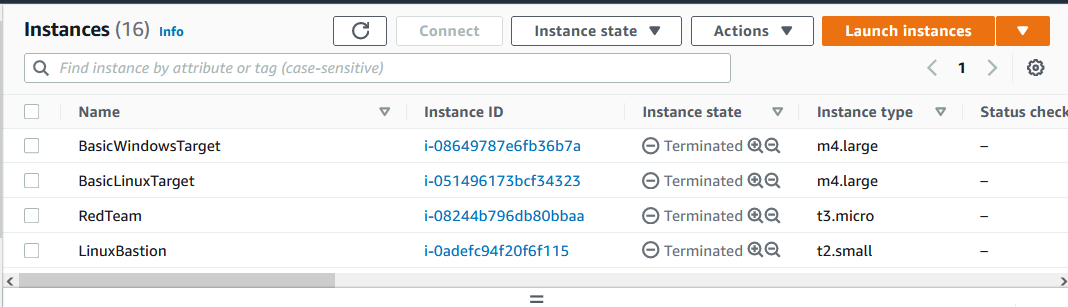 Instances (16) Info Connect Instance state Actions Launch instances
Find instance by attribute or tag (case-sensitive) 1
Name Instance ID Instance state Instance type Status check
BasicWindowsTarget i-08649787e6fb36b7a Terminated m4.large –
BasicLinuxTarget i-051496173bcf34323 Terminated m4.large –
RedTeam i-08244b796db80bbaa Terminated t3.micro –
LinuxBastion i-0adefc94f20f6f115 Terminated t2.small –